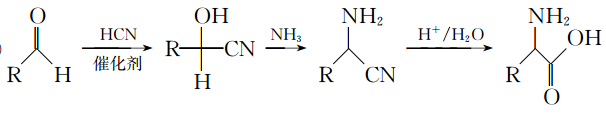 )
O
R
H
HCN
催化剂
OH
R
CN
H
NH₃
NH₂
R
CN
H⁺/H₂O
NH₂
OH
R
O